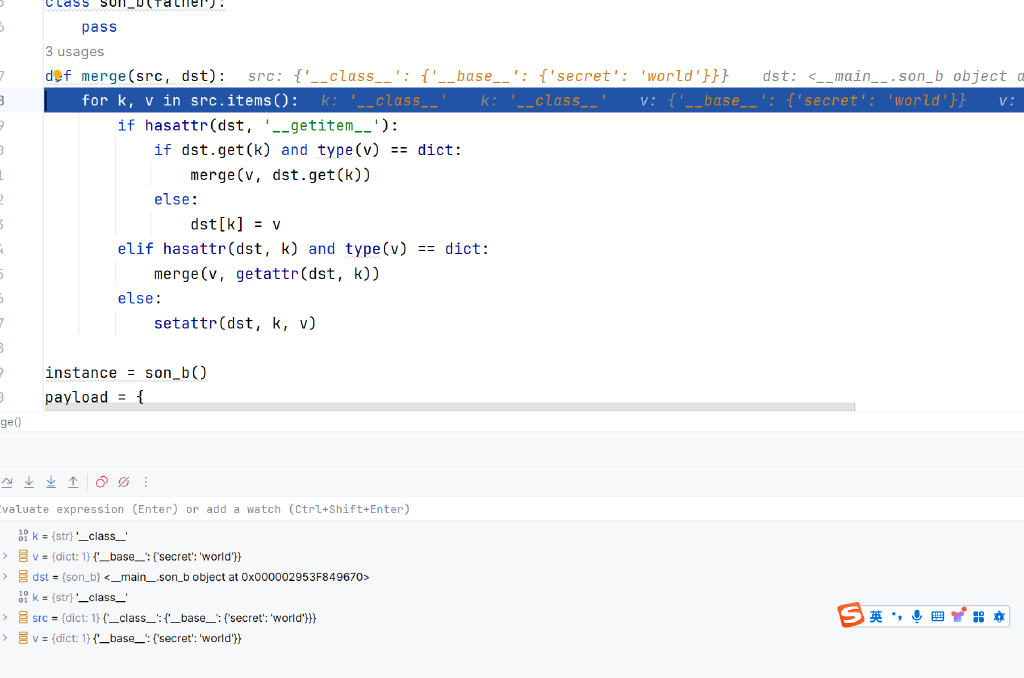 class son_b(father):
pass
3 usages
def merge(src, dst): src: {'__class__': {'__base__': {'secret': 'world'}}} dst: <__main__.son_b object a
for k, v in src.items(): k: '__class__' k: '__class__' v: {'__base__': {'secret': 'world'}} v:
if hasattr(dst, '__getitem__'):
if dst.get(k) and type(v) == dict:
merge(v, dst.get(k))
else:
dst[k] = v
elif hasattr(dst, k) and type(v) == dict:
merge(v, getattr(dst, k))
else:
setattr(dst, k, v)
instance = son_b()
payload = {
rge()
Evaluate expression (Enter) or add a watch (Ctrl+Shift+Enter)
k = {str} '__class__'
v = {dict: 1} {'__base__': {'secret': 'world'}}
dst = {son_b} <__main__.son_b object at 0x000002953F849670>
k = {str} '__class__'
src = {dict: 1} {'__class__': {'__base__': {'secret': 'world'}}}
v = {dict: 1} {'__base__': {'secret': 'world'}}
英